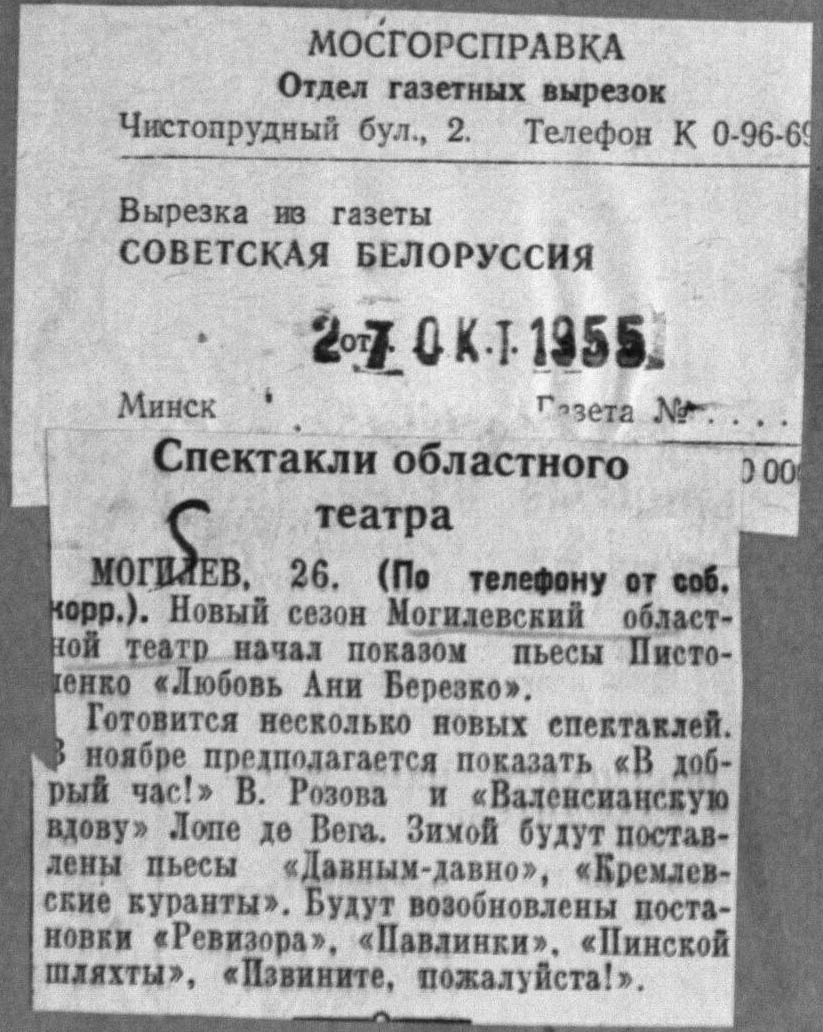 МОСГОРСПРАВКА
Отдел газетных вырезок
Чистопрудный бул., 2. Телефон К 0-96-69
Вырезка из газеты
СОВЕТСКАЯ БЕЛОРУССИЯ
от 27 ОКТ. 1955
Минск Газета № . . . .
0 000
Спектакли областного
театра
МОГИЛЕВ, 26. (По телефону от соб.
корр.). Новый сезон Могилевский област-
ной театр начал показом пьесы Писто-
ленко «Любовь Ани Березко».
Готовится несколько новых спектаклей.
В ноябре предполагается показать «В доб-
рый час!» В. Розова и «Валенсианскую
вдову» Лопе де Вега. Зимой будут постав-
лены пьесы «Давным-давно», «Кремлев-
ские куранты». Будут возобновлены поста-
новки «Ревизора», «Павлинки», «Пинской
шляхты», «Извините, пожалуйста!».